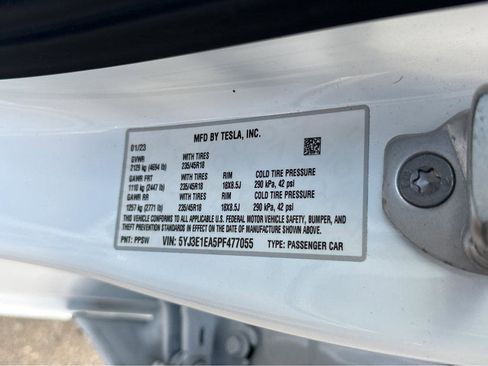 MFD BY TESLA, INC.
01/23
GVWR WITH TIRES
2129 kg (4694 lb) 235/45R18
GAWR FRT WITH TIRES RIM COLD TIRE PRESSURE
1110 kg (2447 lb) 235/45R18 18X8.5J 290 kPa, 42 psi
GAWR RR WITH TIRES RIM COLD TIRE PRESSURE
1257 kg (2771 lb) 235/45R18 18X8.5J 290 kPa, 42 psi
THIS VEHICLE CONFORMS TO ALL APPLICABLE U.S. FEDERAL MOTOR VEHICLE SAFETY, BUMPER, AND
THEFT PREVENTION STANDARDS IN EFFECT ON THE DATE OF MANUFACTURE SHOWN ABOVE.
PNT: PPSW VIN: 5YJ3E1EA5PF477055 TYPE: PASSENGER CAR